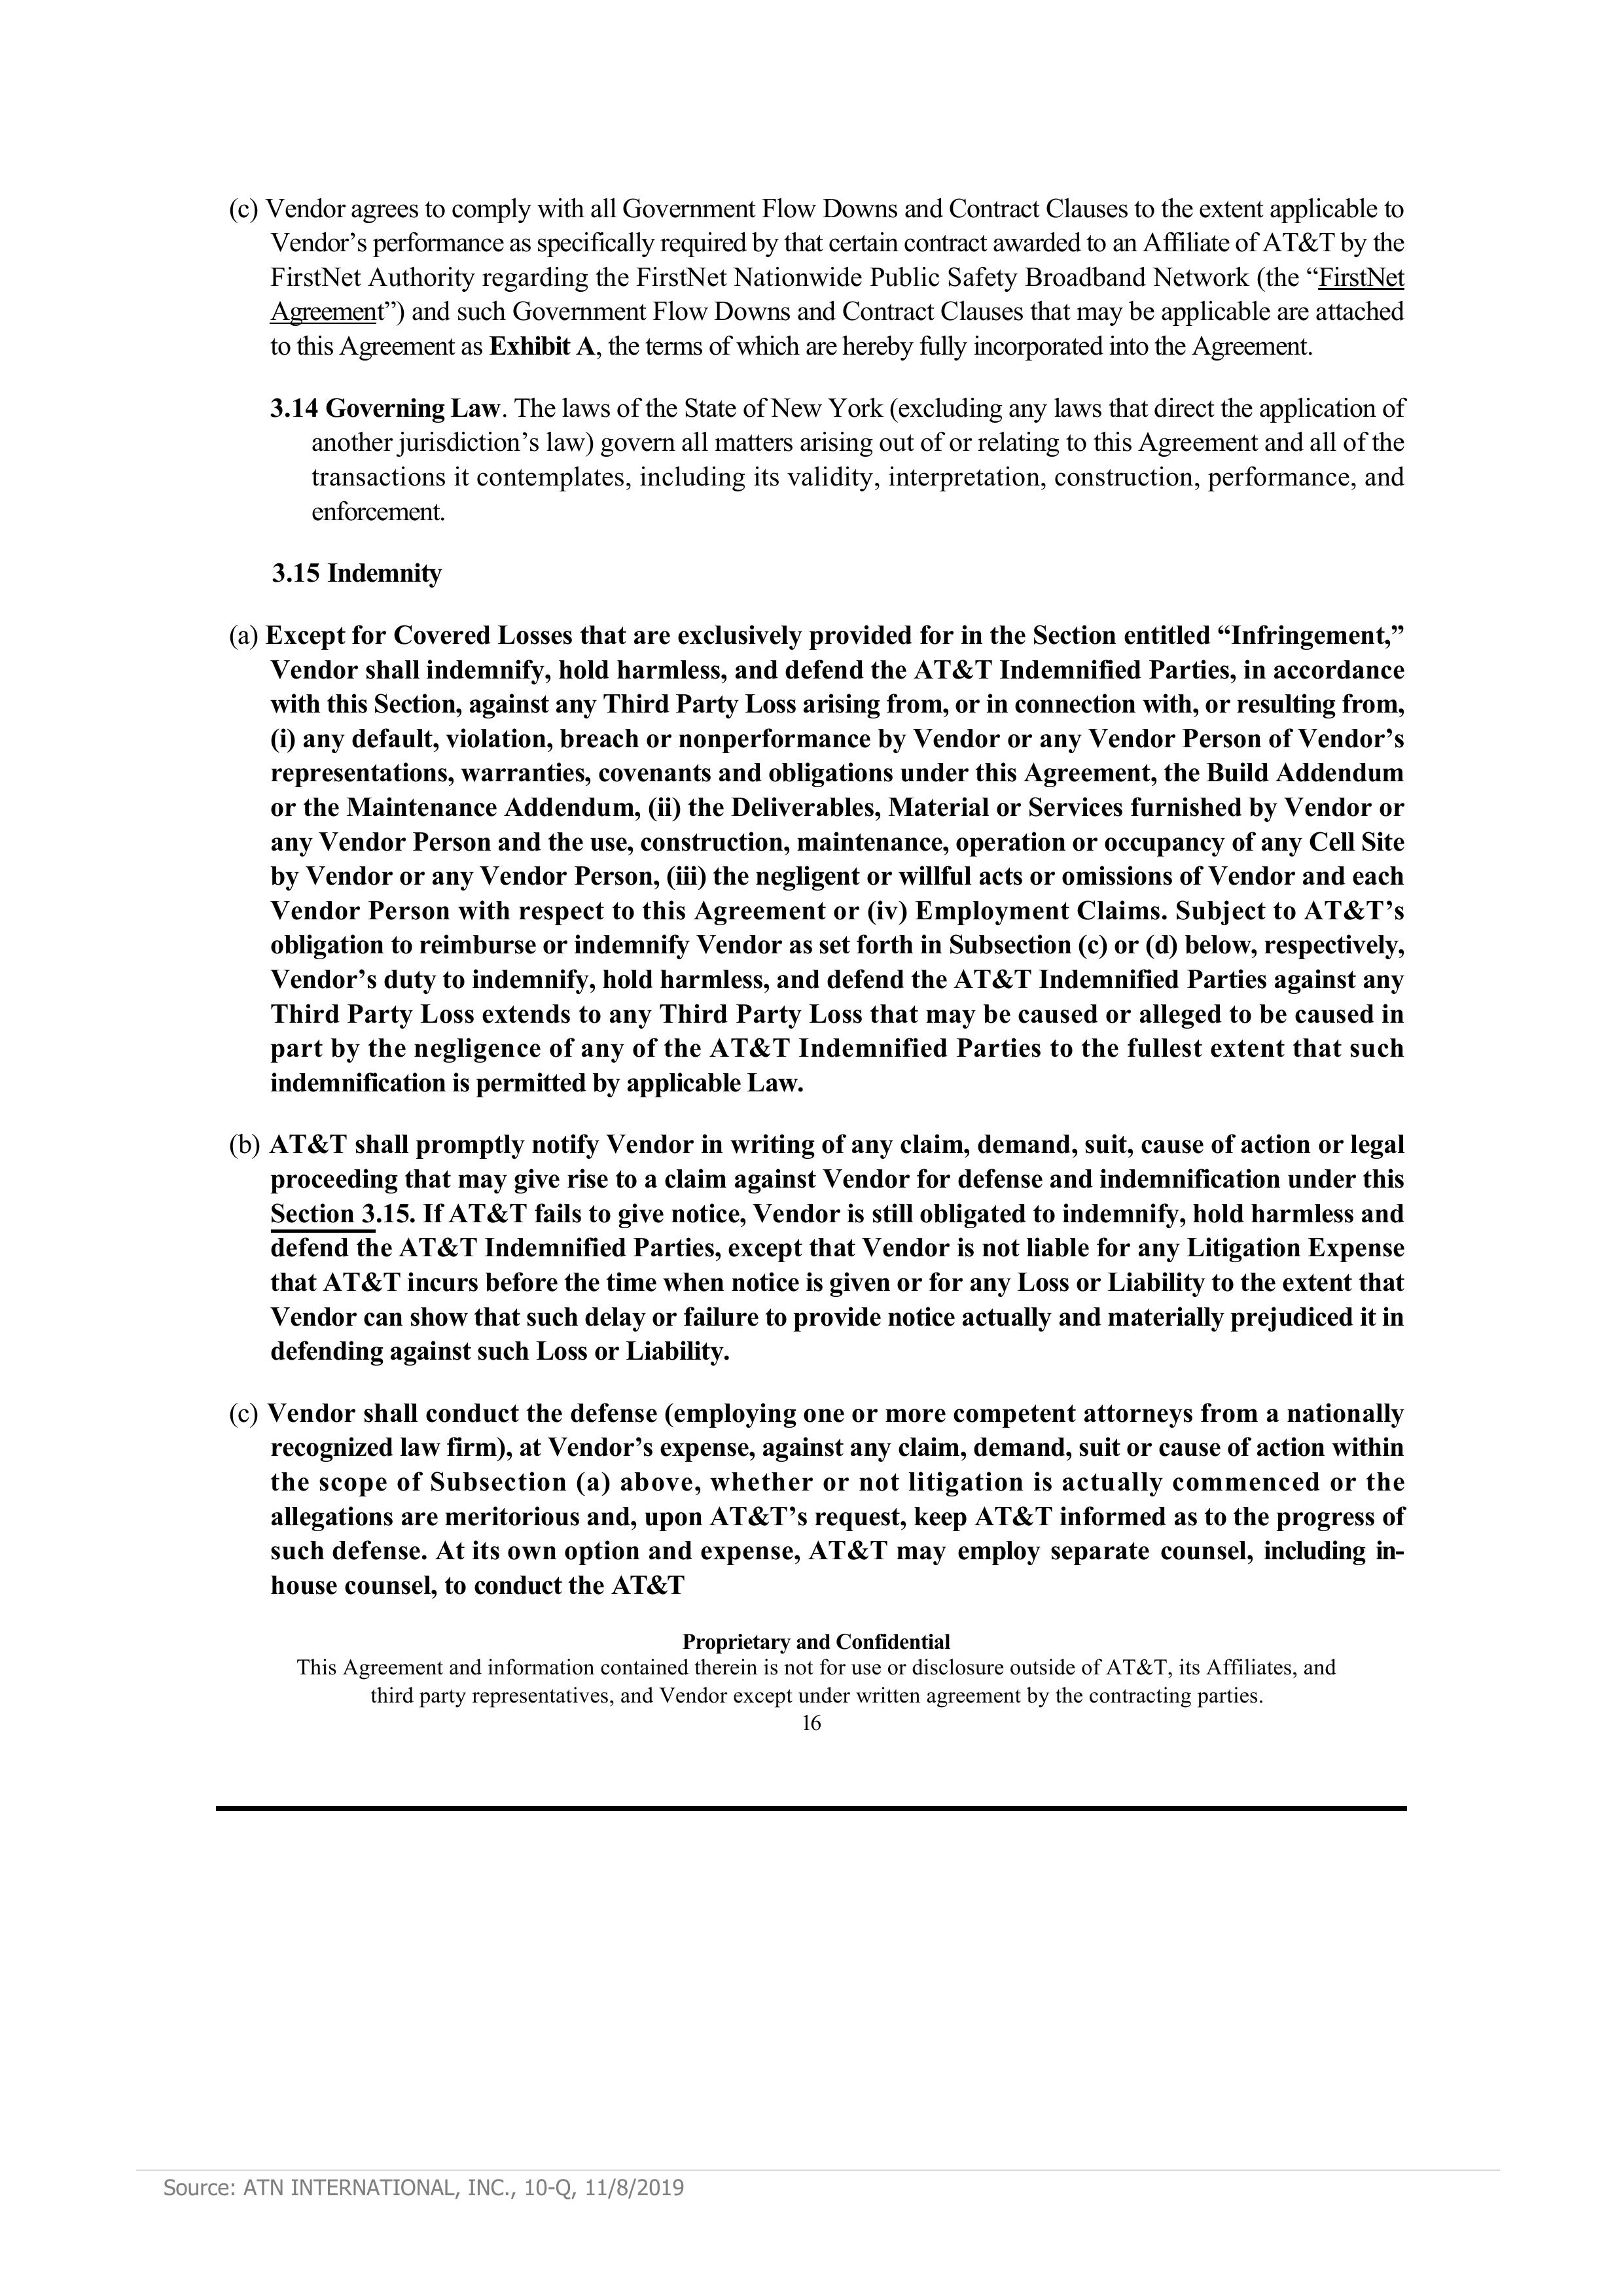 (c) Vendor agrees to comply with all Government Flow Downs and Contract Clauses to the extent applicable to
Vendor’s performance as specifically required by that certain contract awarded to an Affiliate of AT&T by the
FirstNet Authority regarding the FirstNet Nationwide Public Safety Broadband Network (the “FirstNet
Agreement”) and such Government Flow Downs and Contract Clauses that may be applicable are attached
to this Agreement as Exhibit A, the terms of which are hereby fully incorporated into the Agreement.
3.14 Governing Law. The laws of the State of New York (excluding any laws that direct the application of
another jurisdiction’s law) govern all matters arising out of or relating to this Agreement and all of the
transactions it contemplates, including its validity, interpretation, construction, performance, and
enforcement.
3.15 Indemnity
(a) Except for Covered Losses that are exclusively provided for in the Section entitled “Infringement,”
Vendor shall indemnify, hold harmless, and defend the AT&T Indemnified Parties, in accordance
with this Section, against any Third Party Loss arising from, or in connection with, or resulting from,
(i) any default, violation, breach or nonperformance by Vendor or any Vendor Person of Vendor’s
representations, warranties, covenants and obligations under this Agreement, the Build Addendum
or the Maintenance Addendum, (ii) the Deliverables, Material or Services furnished by Vendor or
any Vendor Person and the use, construction, maintenance, operation or occupancy of any Cell Site
by Vendor or any Vendor Person, (iii) the negligent or willful acts or omissions of Vendor and each
Vendor Person with respect to this Agreement or (iv) Employment Claims. Subject to AT&T’s
obligation to reimburse or indemnify Vendor as set forth in Subsection (c) or (d) below, respectively,
Vendor’s duty to indemnify, hold harmless, and defend the AT&T Indemnified Parties against any
Third Party Loss extends to any Third Party Loss that may be caused or alleged to be caused in
part by the negligence of any of the AT&T Indemnified Parties to the fullest extent that such
indemnification is permitted by applicable Law.
(b) AT&T shall promptly notify Vendor in writing of any claim, demand, suit, cause of action or legal
proceeding that may give rise to a claim against Vendor for defense and indemnification under this
Section 3.15. If AT&T fails to give notice, Vendor is still obligated to indemnify, hold harmless and
defend the AT&T Indemnified Parties, except that Vendor is not liable for any Litigation Expense
that AT&T incurs before the time when notice is given or for any Loss or Liability to the extent that
Vendor can show that such delay or failure to provide notice actually and materially prejudiced it in
defending against such Loss or Liability.
(c) Vendor shall conduct the defense (employing one or more competent attorneys from a nationally
recognized law firm), at Vendor’s expense, against any claim, demand, suit or cause of action within
the scope of Subsection (a) above, whether or not litigation is actually commenced or the
allegations are meritorious and, upon AT&T’s request, keep AT&T informed as to the progress of
such defense. At its own option and expense, AT&T may employ separate counsel, including in-
house counsel, to conduct the AT&T
Proprietary and Confidential
This Agreement and information contained therein is not for use or disclosure outside of AT&T, its Affiliates, and
third party representatives, and Vendor except under written agreement by the contracting parties.
16
Source: ATN INTERNATIONAL, INC., 10-Q, 11/8/2019